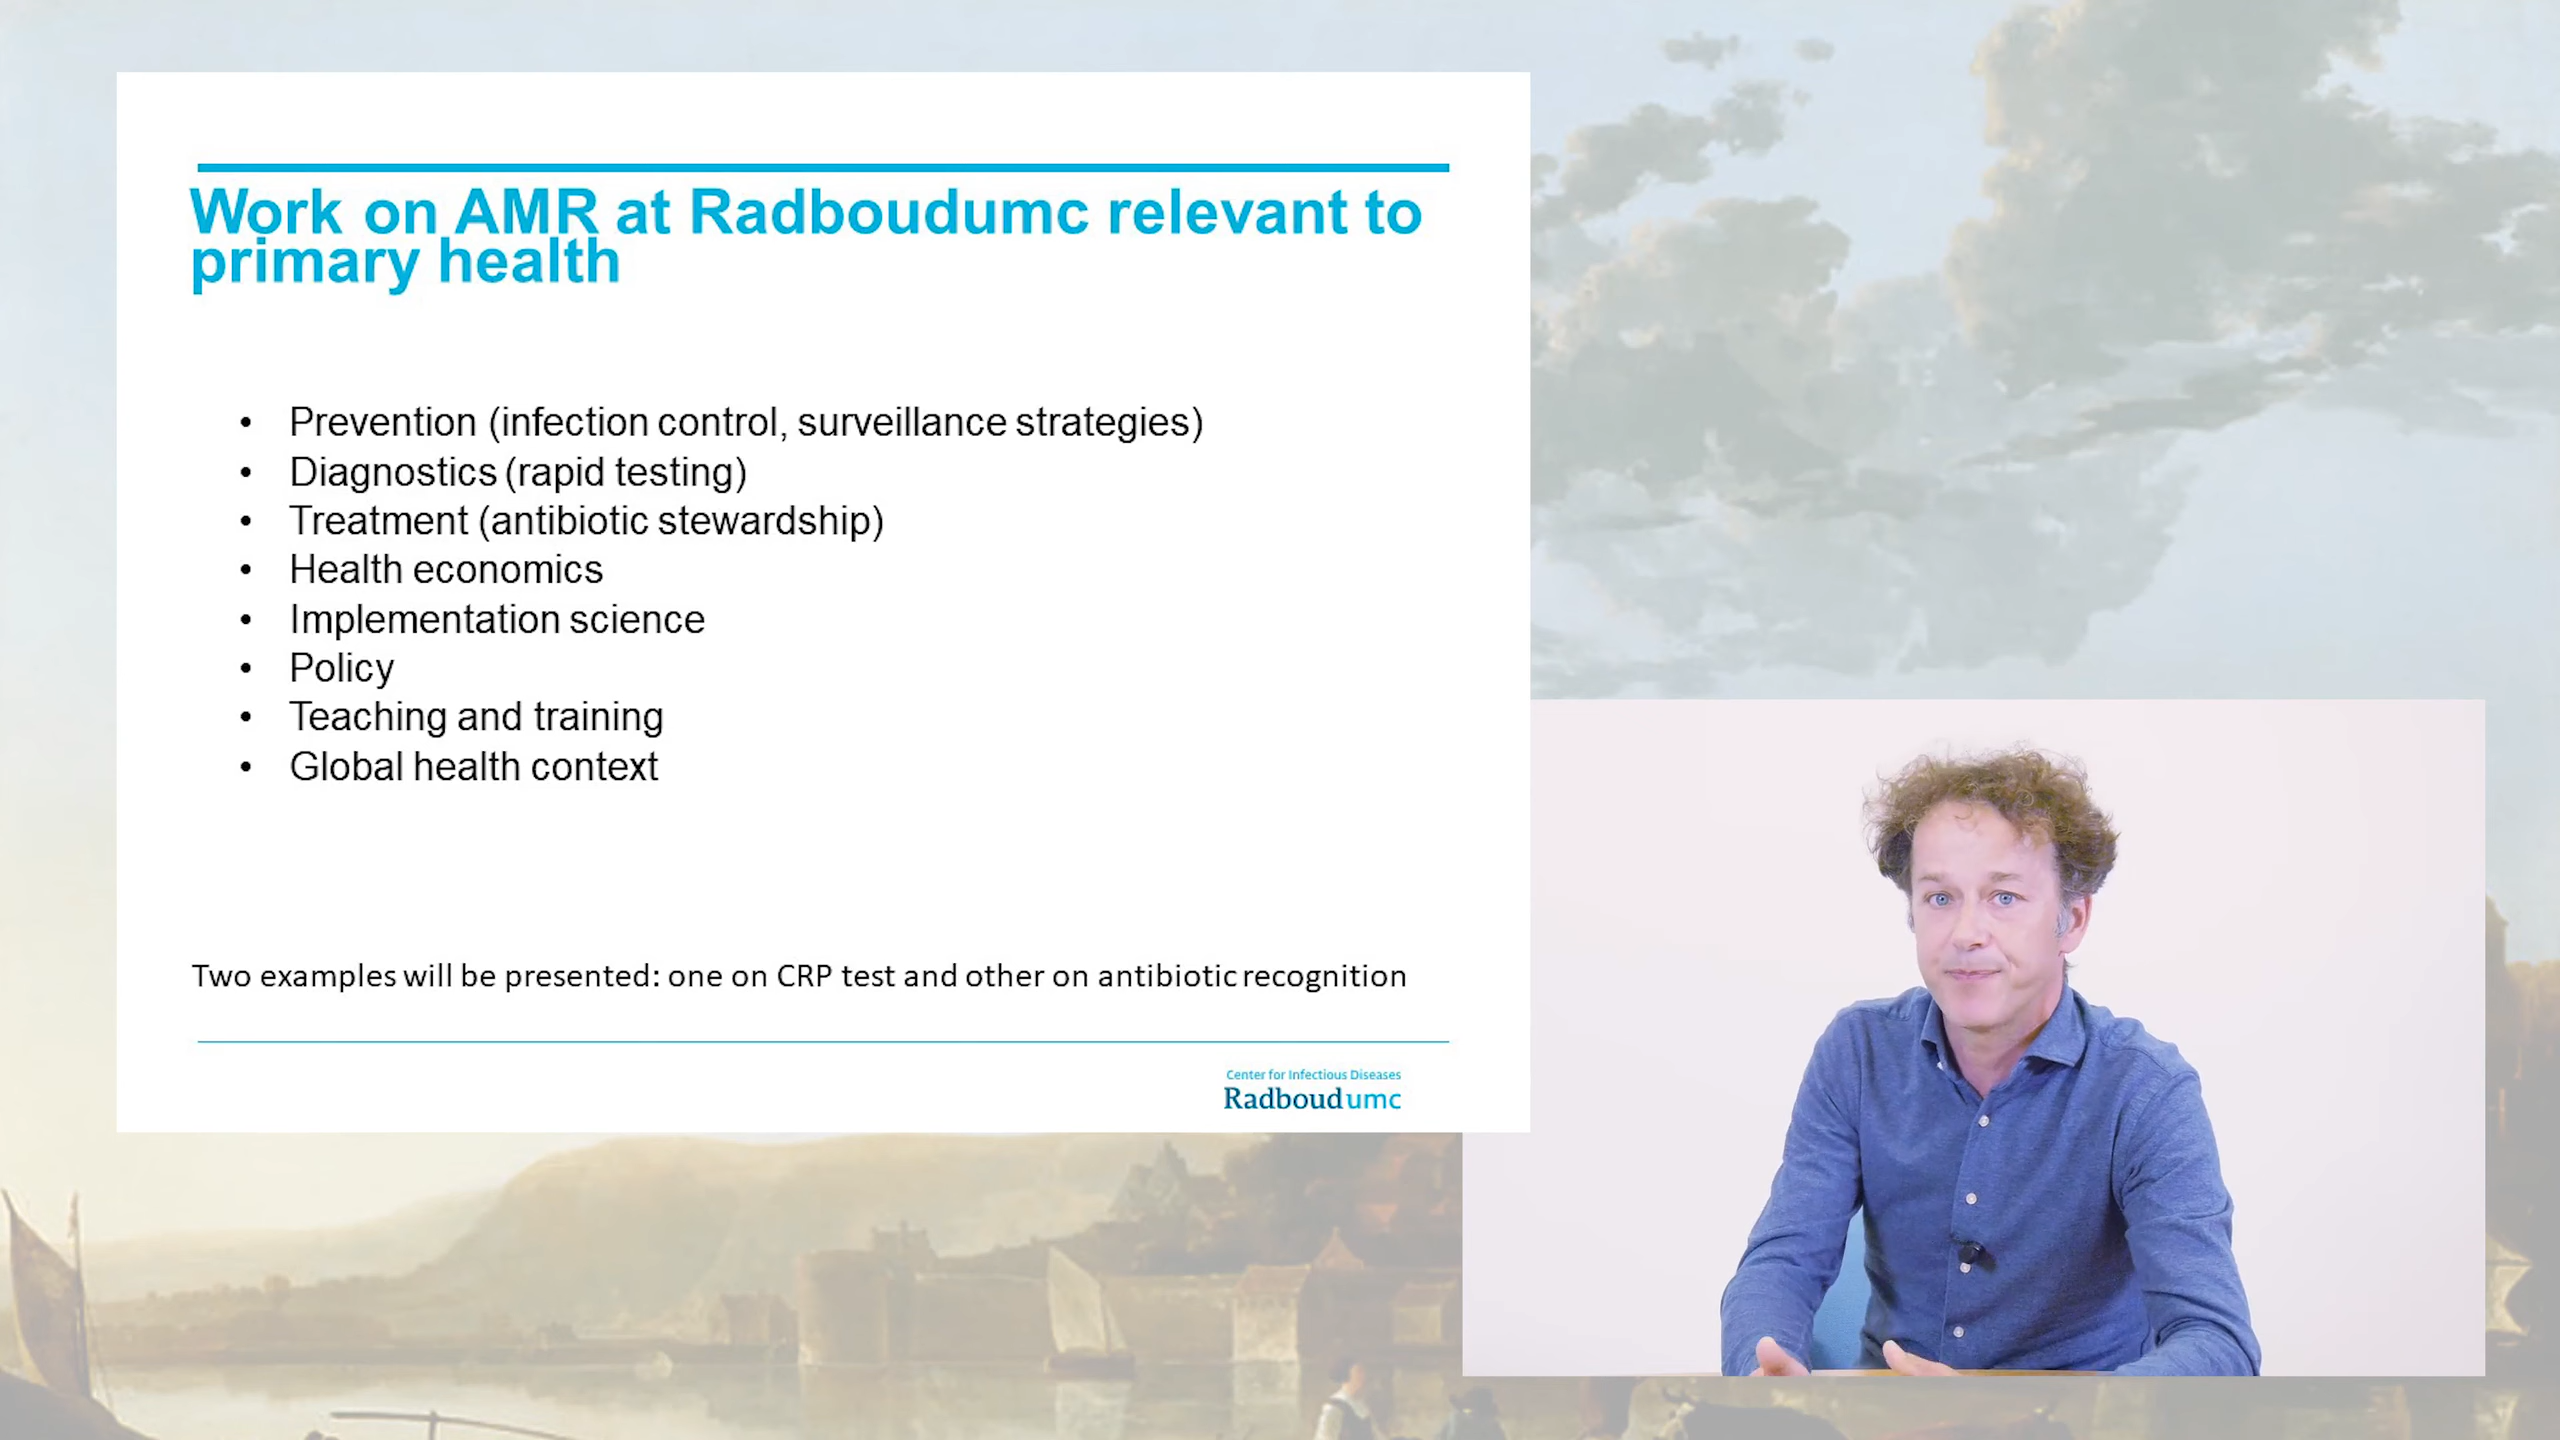 Work on AMR at Radboudumc relevant to
primary health
• Prevention (infection control, surveillance strategies)
• Diagnostics (rapid testing)
• Treatment (antibiotic stewardship)
• Health economics
• Implementation science
• Policy
• Teaching and training
• Global health context
Two examples will be presented: one on CRP test and other on antibiotic recognition
Center for Infectious Diseases
Radboudumc